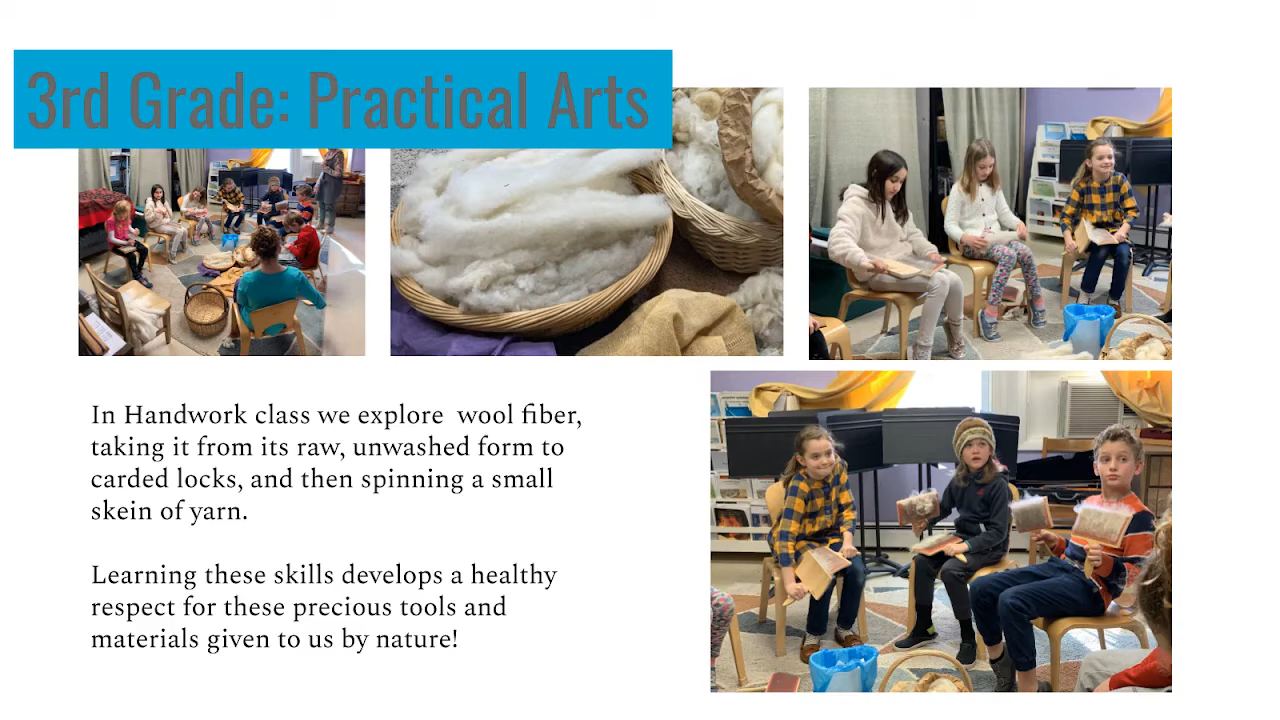 3rd Grade: Practical Arts
In Handwork class we explore  wool fiber,
taking it from its raw, unwashed form to
carded locks, and then spinning a small
skein of yarn.
Learning these skills develops a healthy
respect for these precious tools and
materials given to us by nature!